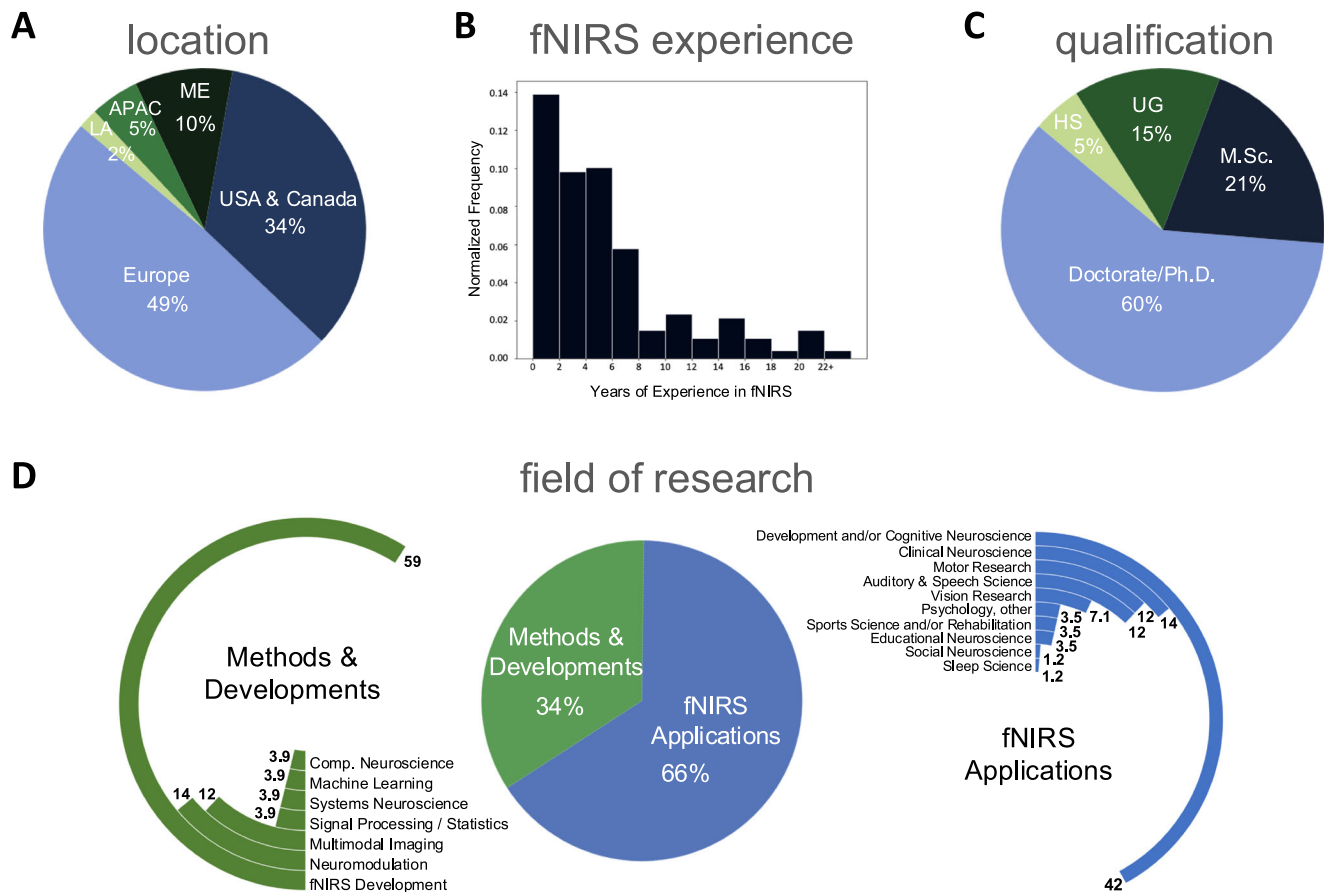 A
location
ME
10%
APAC
5%
LA
2%
USA & Canada
34%
Europe
49%
B
fNIRS experience
Normalized Frequency
0.14
0.12
0.10
0.08
0.06
0.04
0.02
0.00
0 2 4 6 8 10 12 14 16 18 20 22+
Years of Experience in fNIRS
C
qualification
UG
15%
HS
5%
M.Sc.
21%
Doctorate/Ph.D.
60%
D
field of research
59
Methods &
Developments
3.9
Comp. Neuroscience
3.9
Machine Learning
3.9
Systems Neuroscience
3.9
Signal Processing / Statistics
12
Multimodal Imaging
14
Neuromodulation
fNIRS Development
Methods &
Developments
34%
fNIRS
Applications
66%
Development and/or Cognitive Neuroscience
Clinical Neuroscience
Motor Research
Auditory & Speech Science
Vision Research
Psychology, other
Sports Science and/or Rehabilitation
Educational Neuroscience
Social Neuroscience
Sleep Science
14
12
12
7.1
3.5
3.5
3.5
1.2
1.2
fNIRS
Applications
42